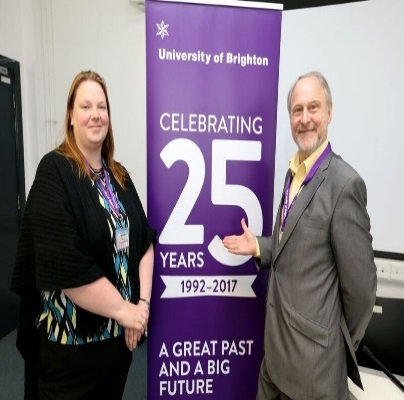 University of Brighton
CELEBRATING
25
YEARS
1992–2017
A GREAT PAST
AND A BIG
FUTURE